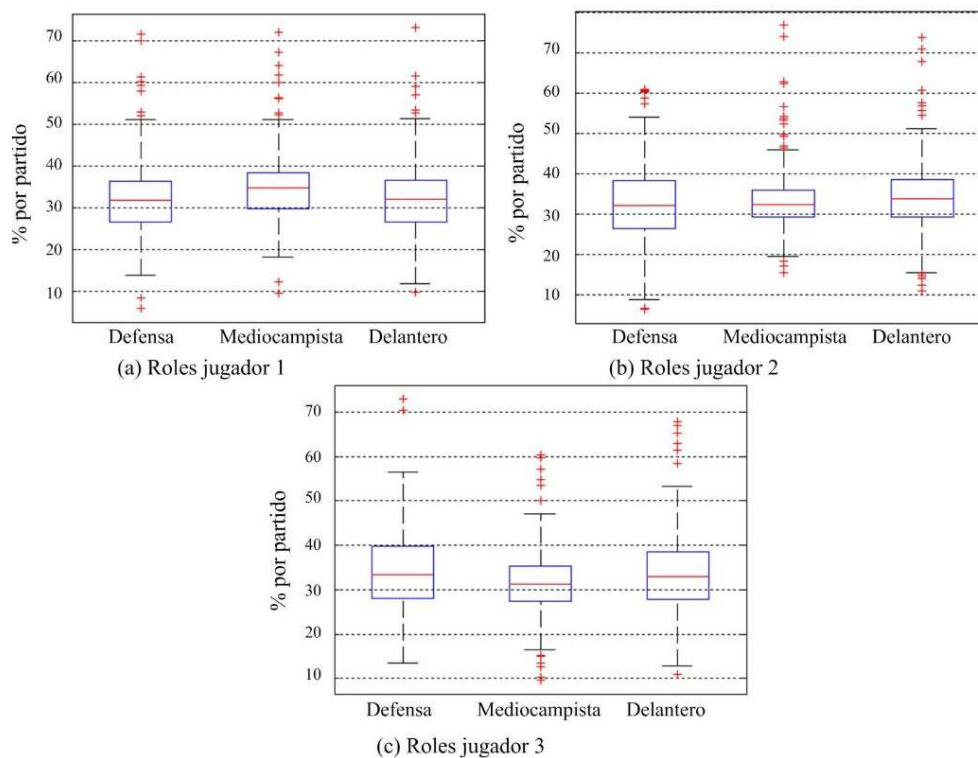 % por partido
70
60
50
40
30
20
10
Defensa Mediocampista Delantero
(a) Roles jugador 1
% por partido
70
60
50
40
30
20
10
Defensa Mediocampista Delantero
(b) Roles jugador 2
% por partido
70
60
50
40
30
20
10
Defensa Mediocampista Delantero
(c) Roles jugador 3